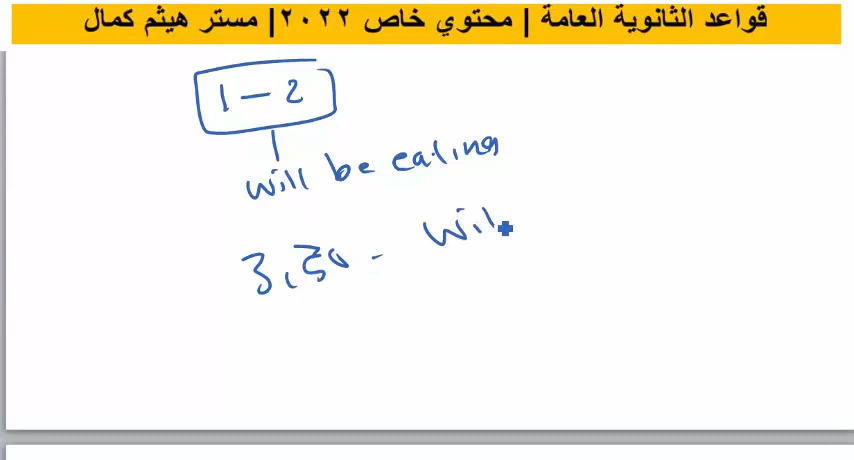 قواعد الثانوية العامة | محتوي خاص ٢٠٢٢ | مستر هيثم كمال
1 - 2
will be eating
3,30 - wil